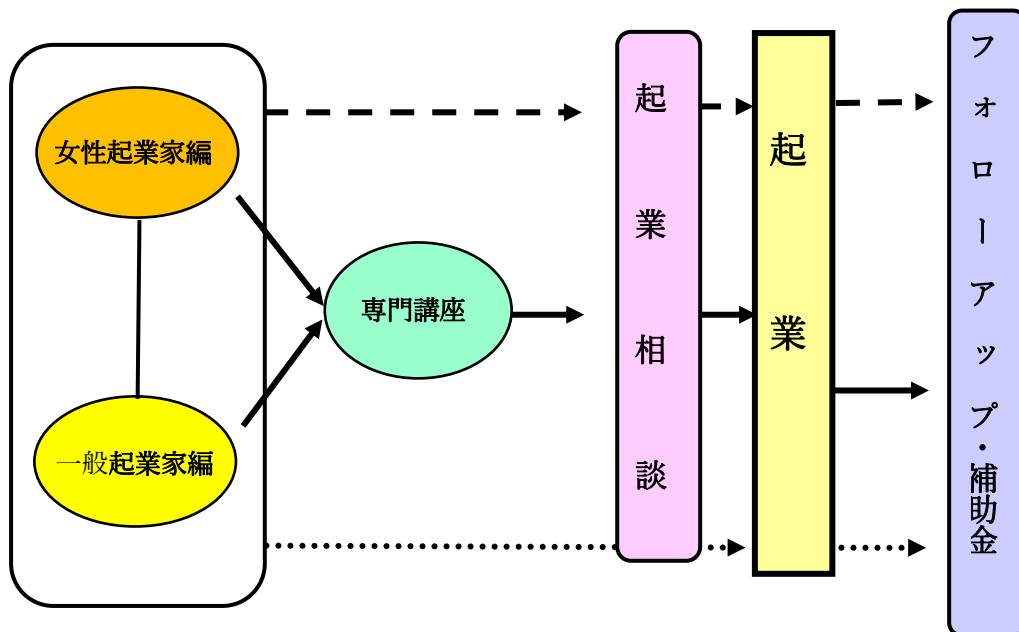 女性起業家編
一般起業家編
専門講座
起業相談
起業
フォローアップ・補助金